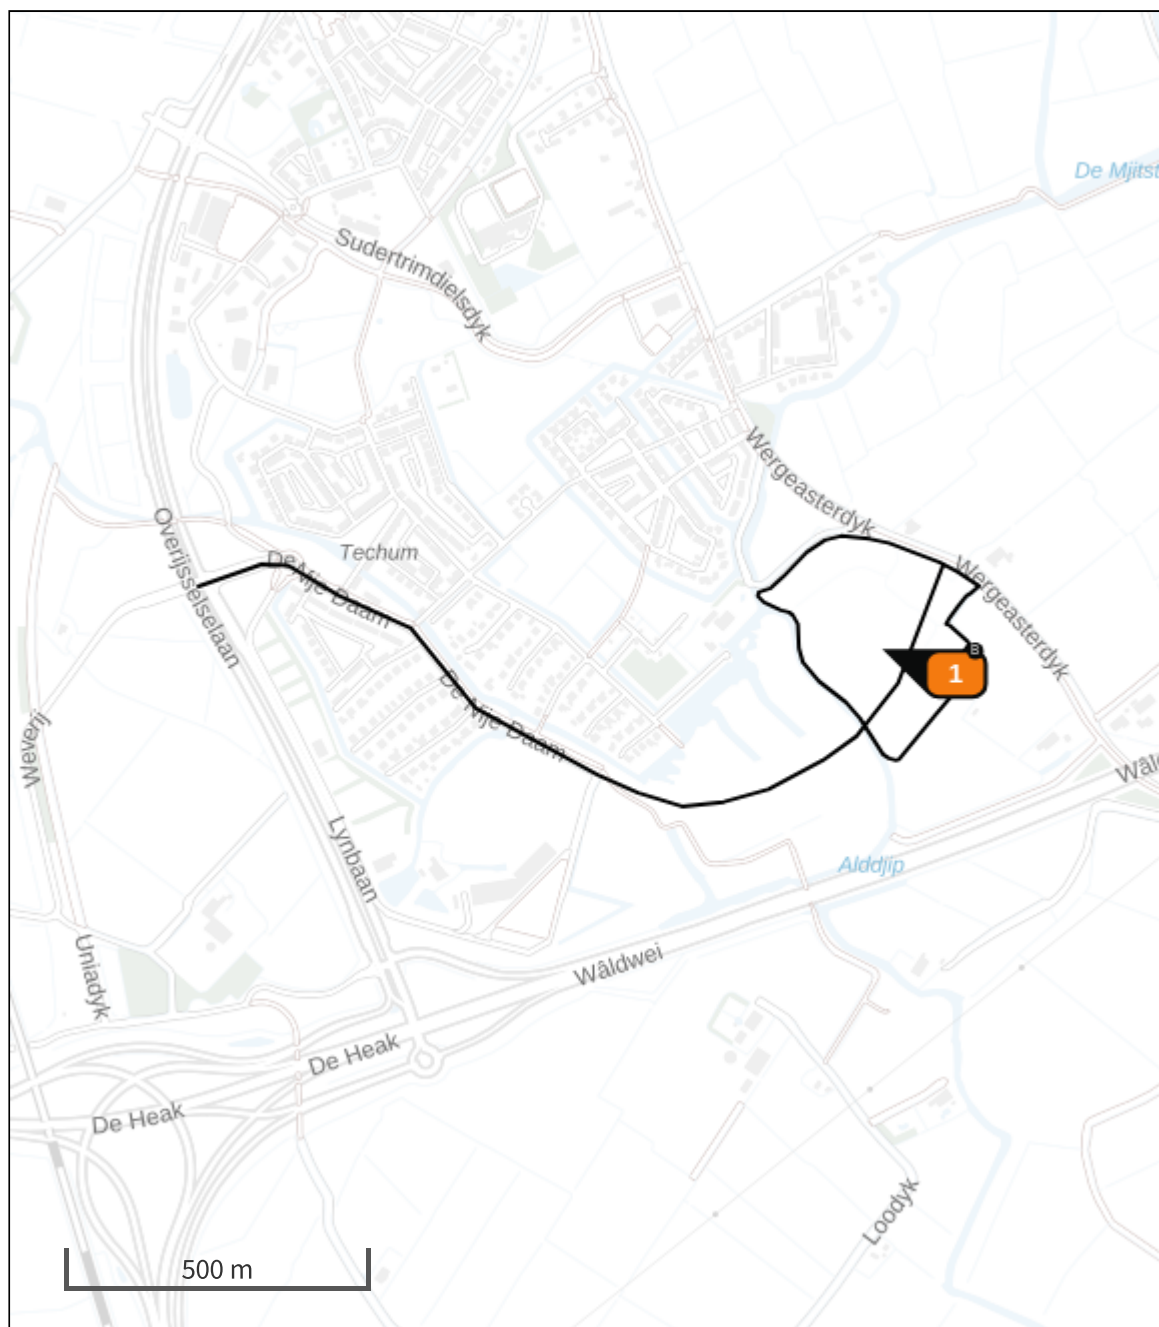 De Mjitst
Sudertrimdielsdyk
Wergeasterdyk
Overijsselselaan
Techum
De Nije Daam
Wergeasterdyk
De Nije Daam
B
1
Weverij
Wâld
Lynbaan
Alddjip
Uniadyk
Wâldwei
De Heak
De Heak
Loodyk
500 m